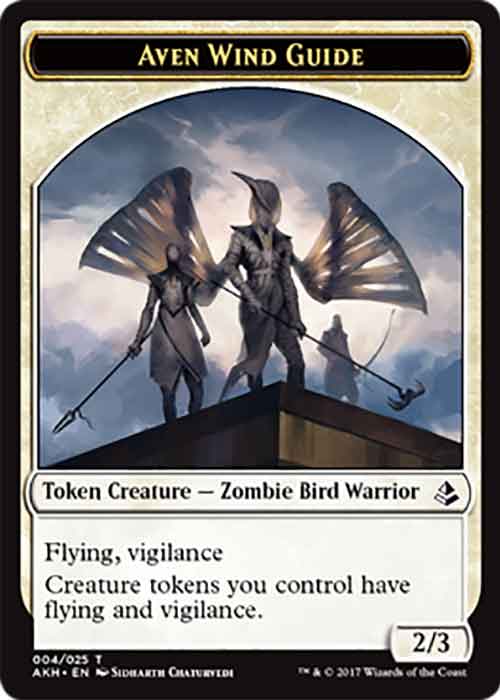 AVEN WIND GUIDE
Token Creature — Zombie Bird Warrior
Flying, vigilance
Creature tokens you control have
flying and vigilance.
2/3
004/025 T
AKH • EN SIDHARTH CHATURVEDI
™ & © 2017 Wizards of the Coast